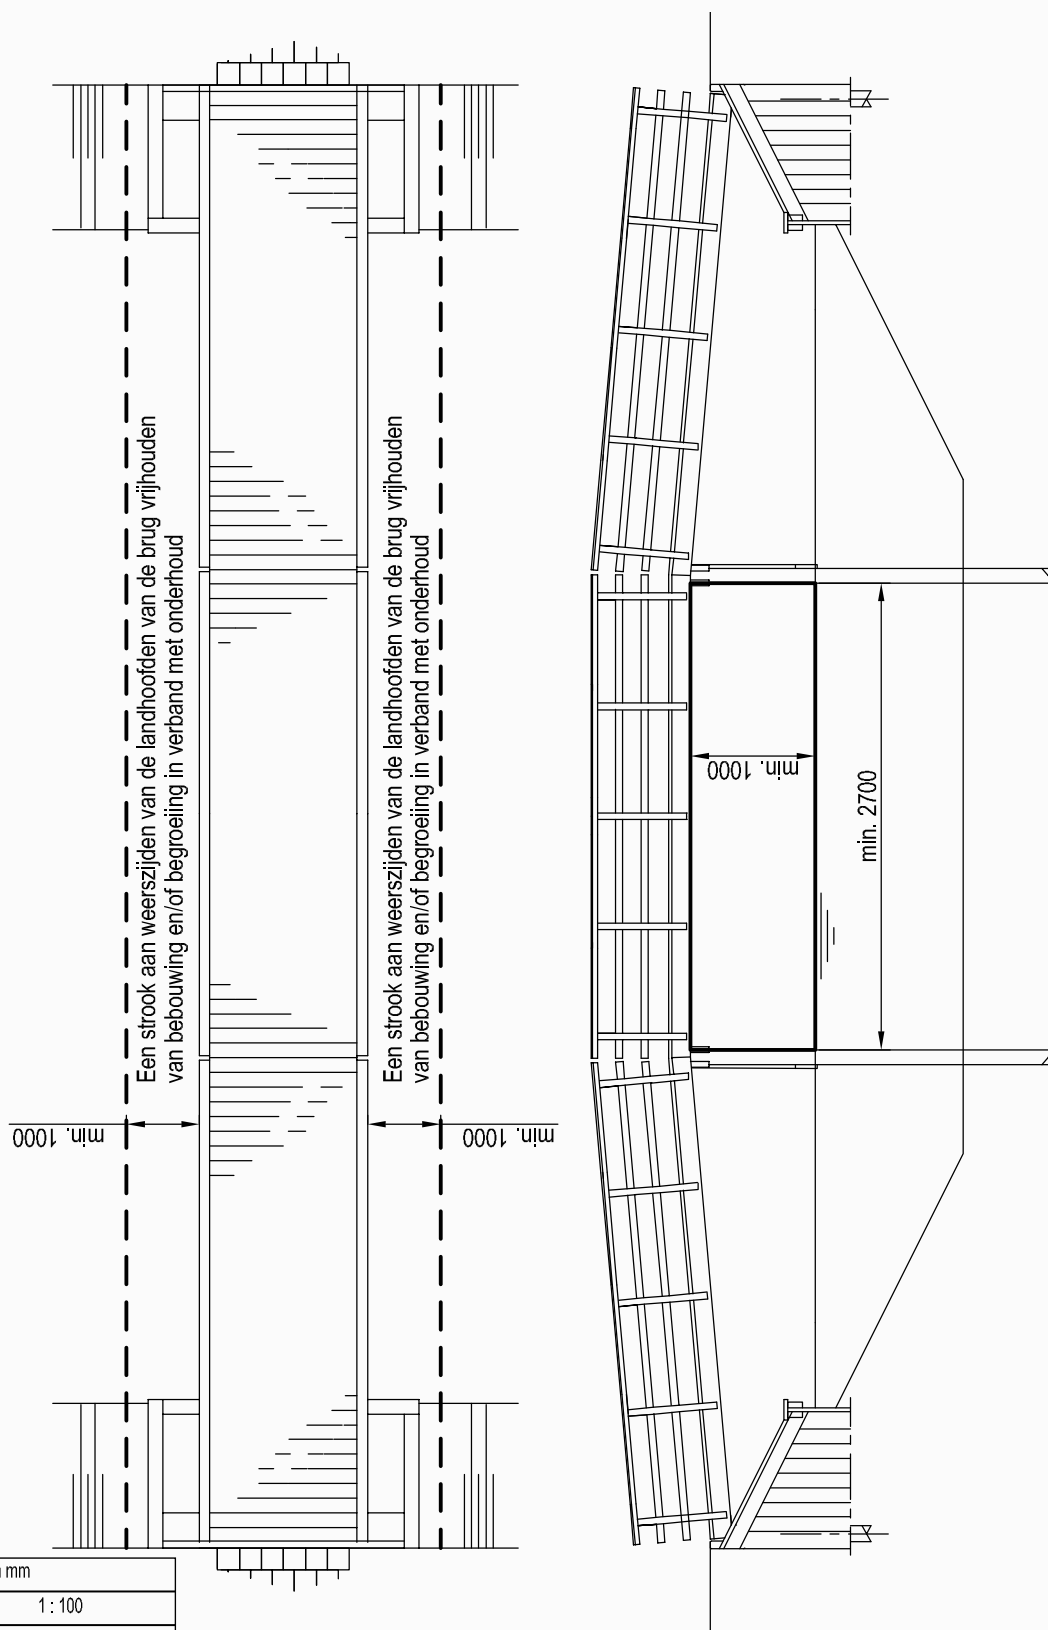 Een strook aan weerszijden van de landhoofden van de brug vrijhouden
van bebouwing en/of begroeiing in verband met onderhoud
Een strook aan weerszijden van de landhoofden van de brug vrijhouden
van bebouwing en/of begroeiing in verband met onderhoud
min. 1000
min. 2700
min. 1000
min. 1000
mm
1 : 100